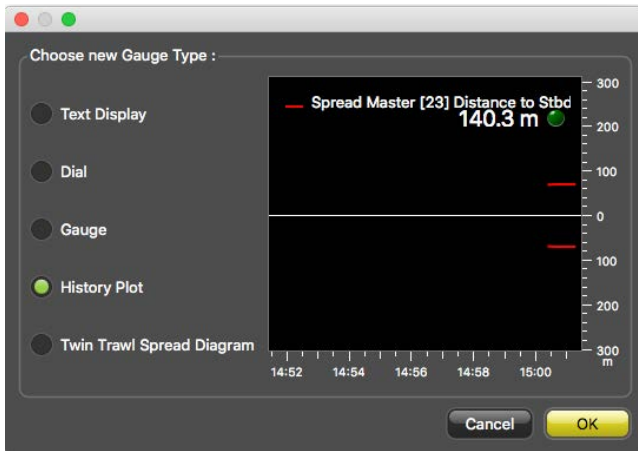 Choose new Gauge Type :
Text Display
Dial
Gauge
History Plot
Twin Trawl Spread Diagram
Spread Master [23] Distance to Stbd
140.3 m
300
200
100
0
100
200
300
m
14:52 14:54 14:56 14:58 15:00
Cancel OK